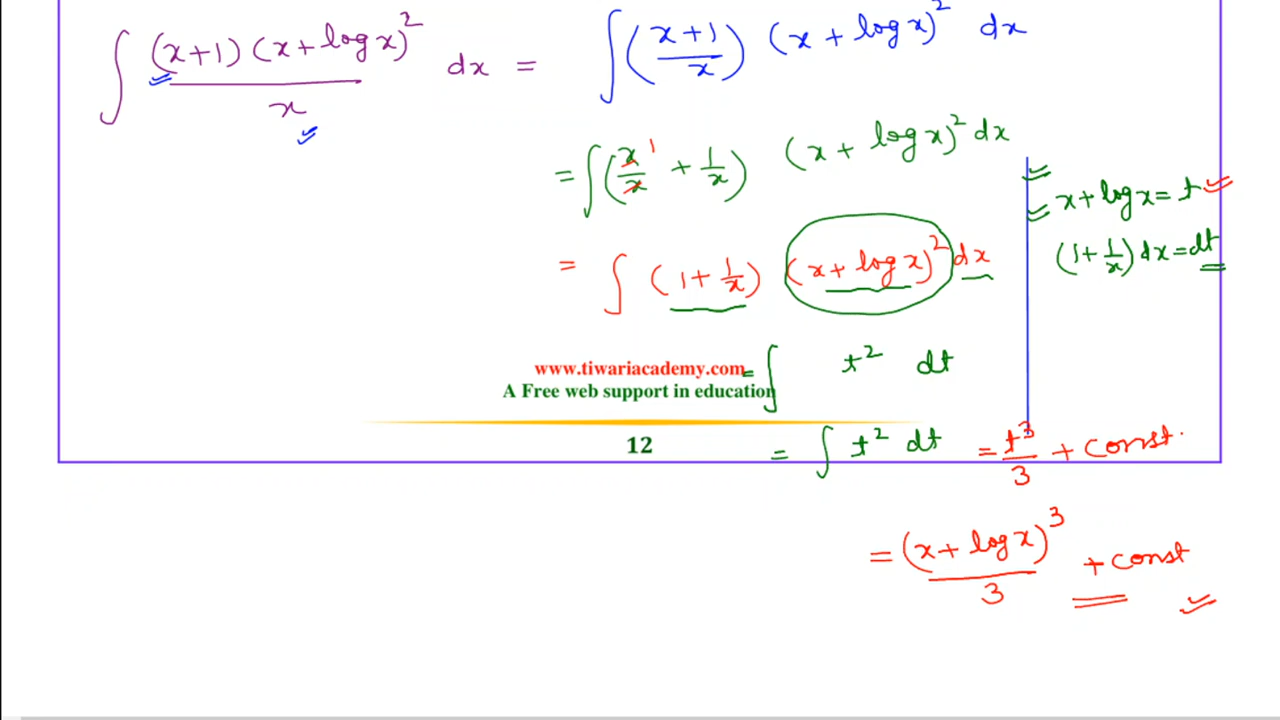 ∫ (x+1) (x+log x)² / x dx = ∫ (x+1 / x) (x + log x)² dx
= ∫ (x/x 1 + 1/x) (x + log x)² dx
x + log x = t
(1 + 1/x) dx = dt
= ∫ (1 + 1/x) (x + log x)² dx
= ∫ t² dt
www.tiwariacademy.com
A Free web support in education
12
= ∫ t² dt = t³/3 + const.
= (x + log x)³ / 3 + const